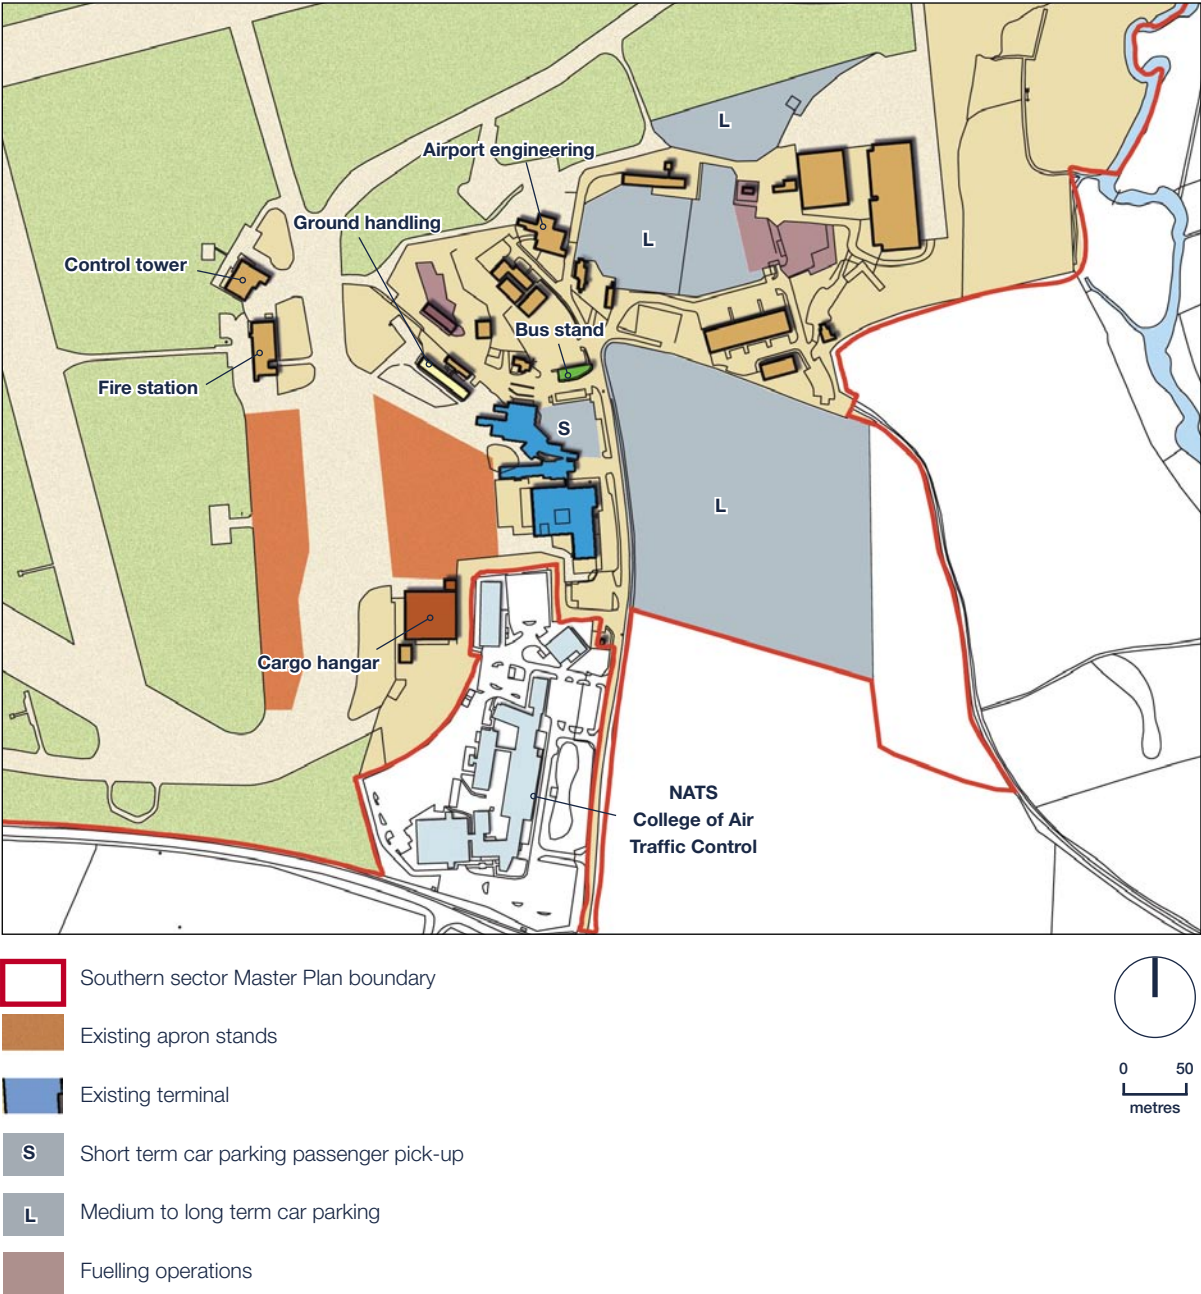 L
Airport engineering
Ground handling
L
Control tower
Bus stand
Fire station
S
L
Cargo hangar
NATS
College of Air
Traffic Control
Southern sector Master Plan boundary
Existing apron stands
Existing terminal
S Short term car parking passenger pick-up
L Medium to long term car parking
Fuelling operations
0 50
metres